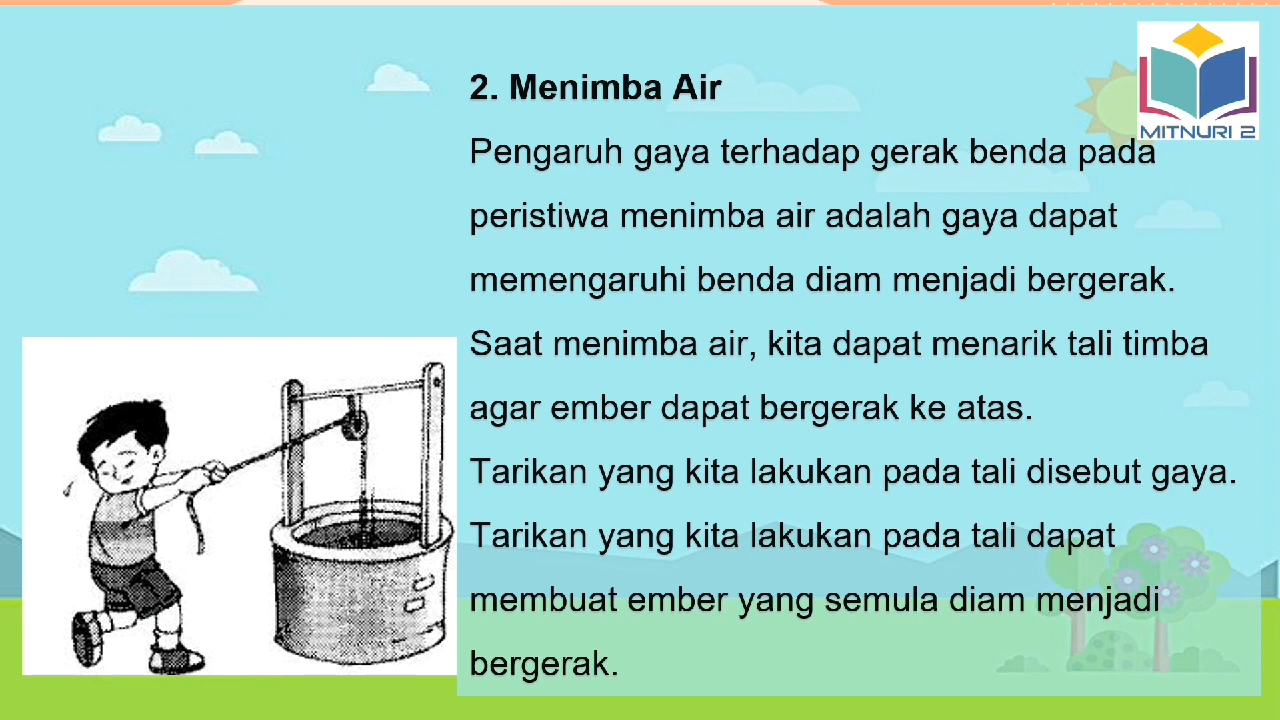 MITNURI 2
2. Menimba Air
Pengaruh gaya terhadap gerak benda pada
peristiwa menimba air adalah gaya dapat
memengaruhi benda diam menjadi bergerak.
Saat menimba air, kita dapat menarik tali timba
agar ember dapat bergerak ke atas.
Tarikan yang kita lakukan pada tali disebut gaya.
Tarikan yang kita lakukan pada tali dapat
membuat ember yang semula diam menjadi
bergerak.